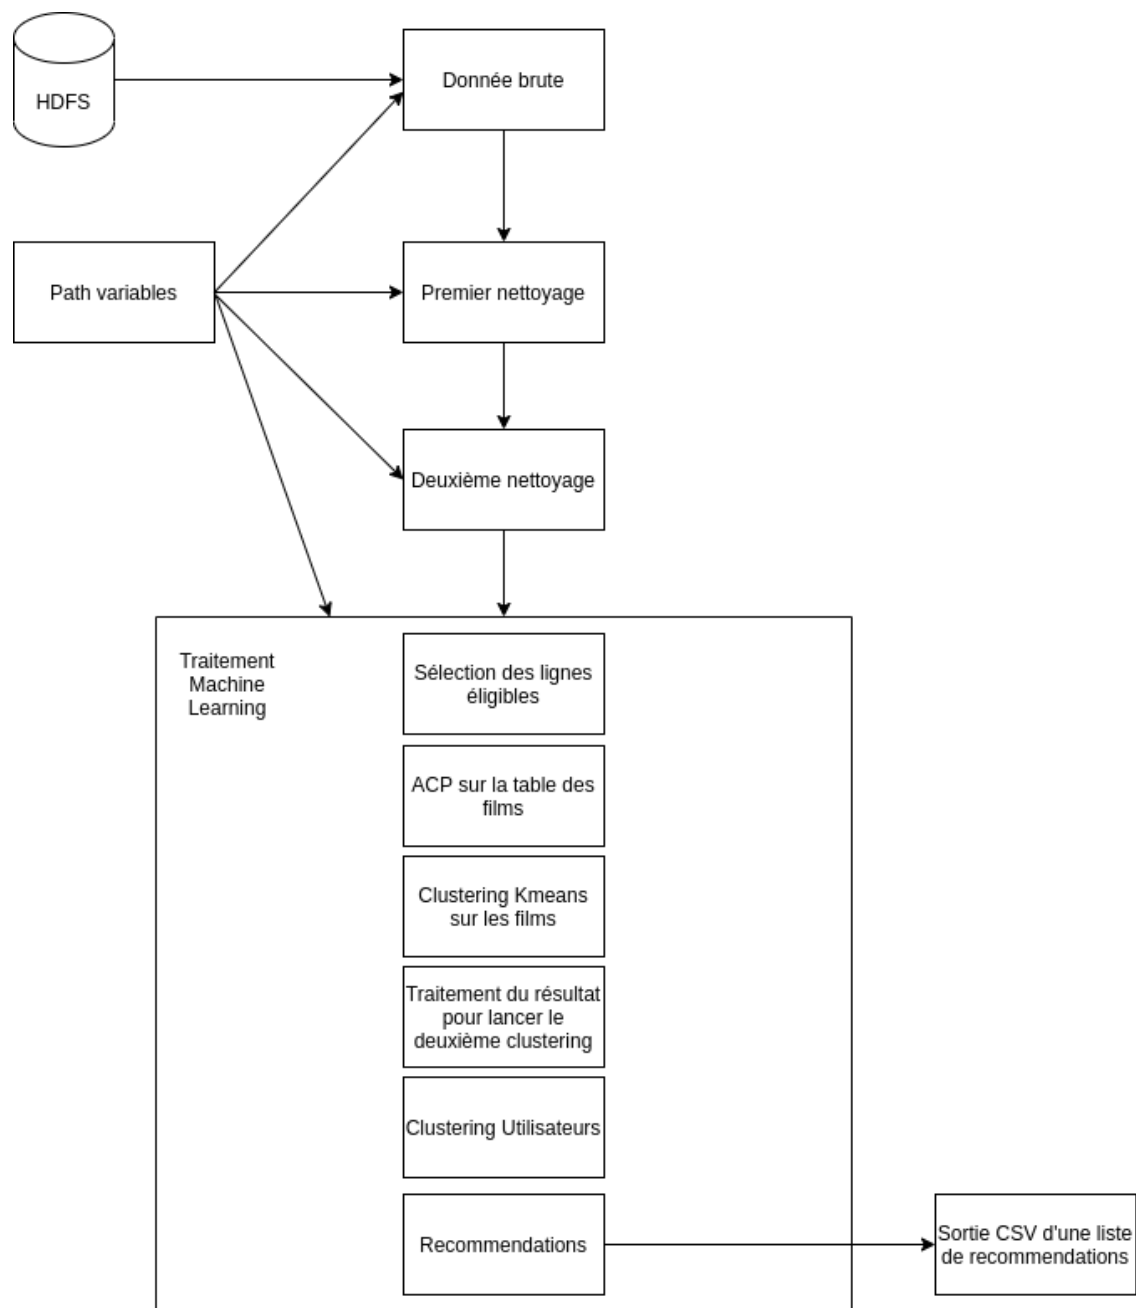 HDFS
Donnée brute
Path variables
Premier nettoyage
Deuxième nettoyage
Traitement
Machine
Learning
Sélection des lignes
éligibles
ACP sur la table des
films
Clustering Kmeans
sur les films
Traitement du résultat
pour lancer le
deuxième clustering
Clustering Utilisateurs
Recommendations
Sortie CSV d'une liste
de recommendations